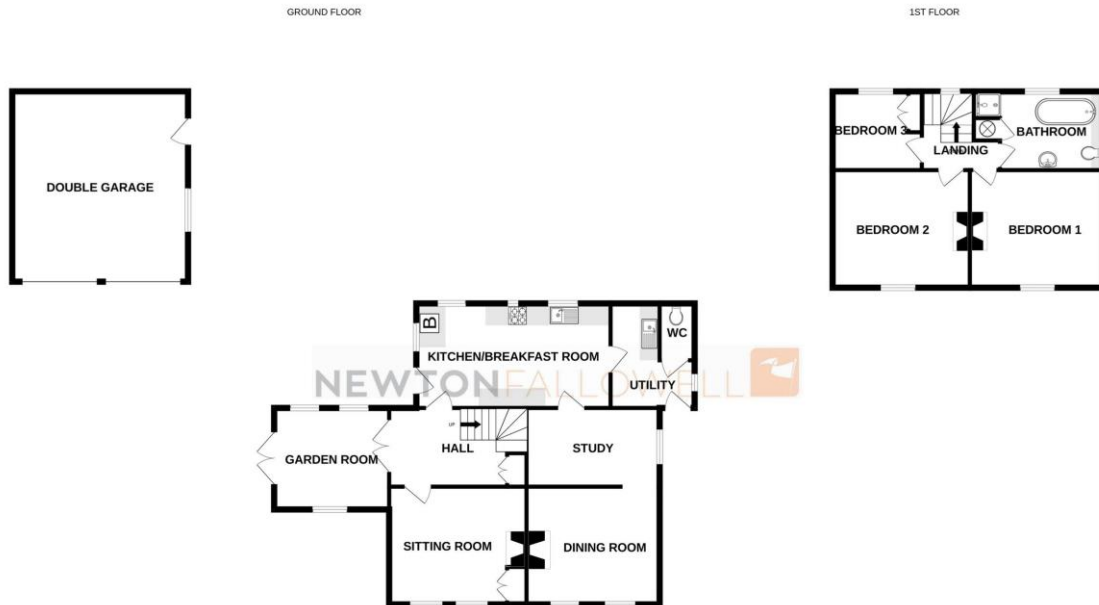 GROUND FLOOR
1ST FLOOR
DOUBLE GARAGE
BEDROOM 3
LANDING
BATHROOM
BEDROOM 2
BEDROOM 1
B
WC
KITCHEN/BREAKFAST ROOM
UTILITY
NEWTONFALLOWELL
UP
HALL
STUDY
GARDEN ROOM
SITTING ROOM
DINING ROOM